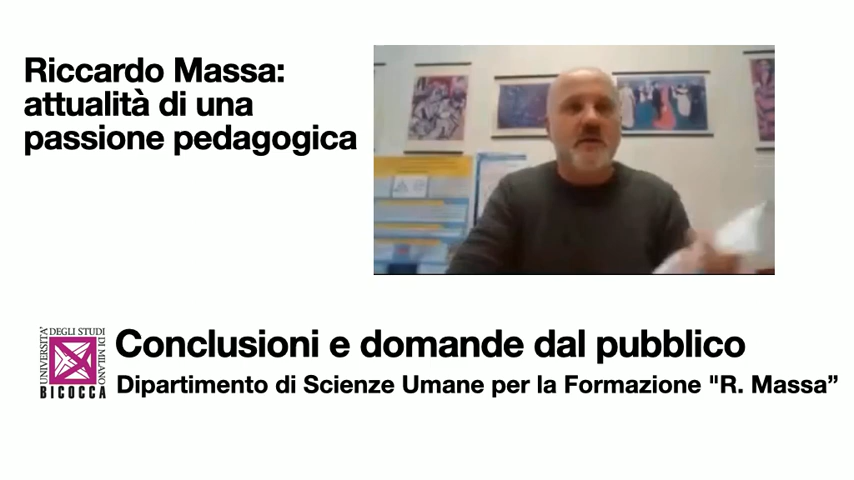 Riccardo Massa:
attualità di una
passione pedagogica
UNIVERSITA'
DEGLI STUDI
DI MILANO
BICOCCA
Conclusioni e domande dal pubblico
Dipartimento di Scienze Umane per la Formazione "R. Massa”